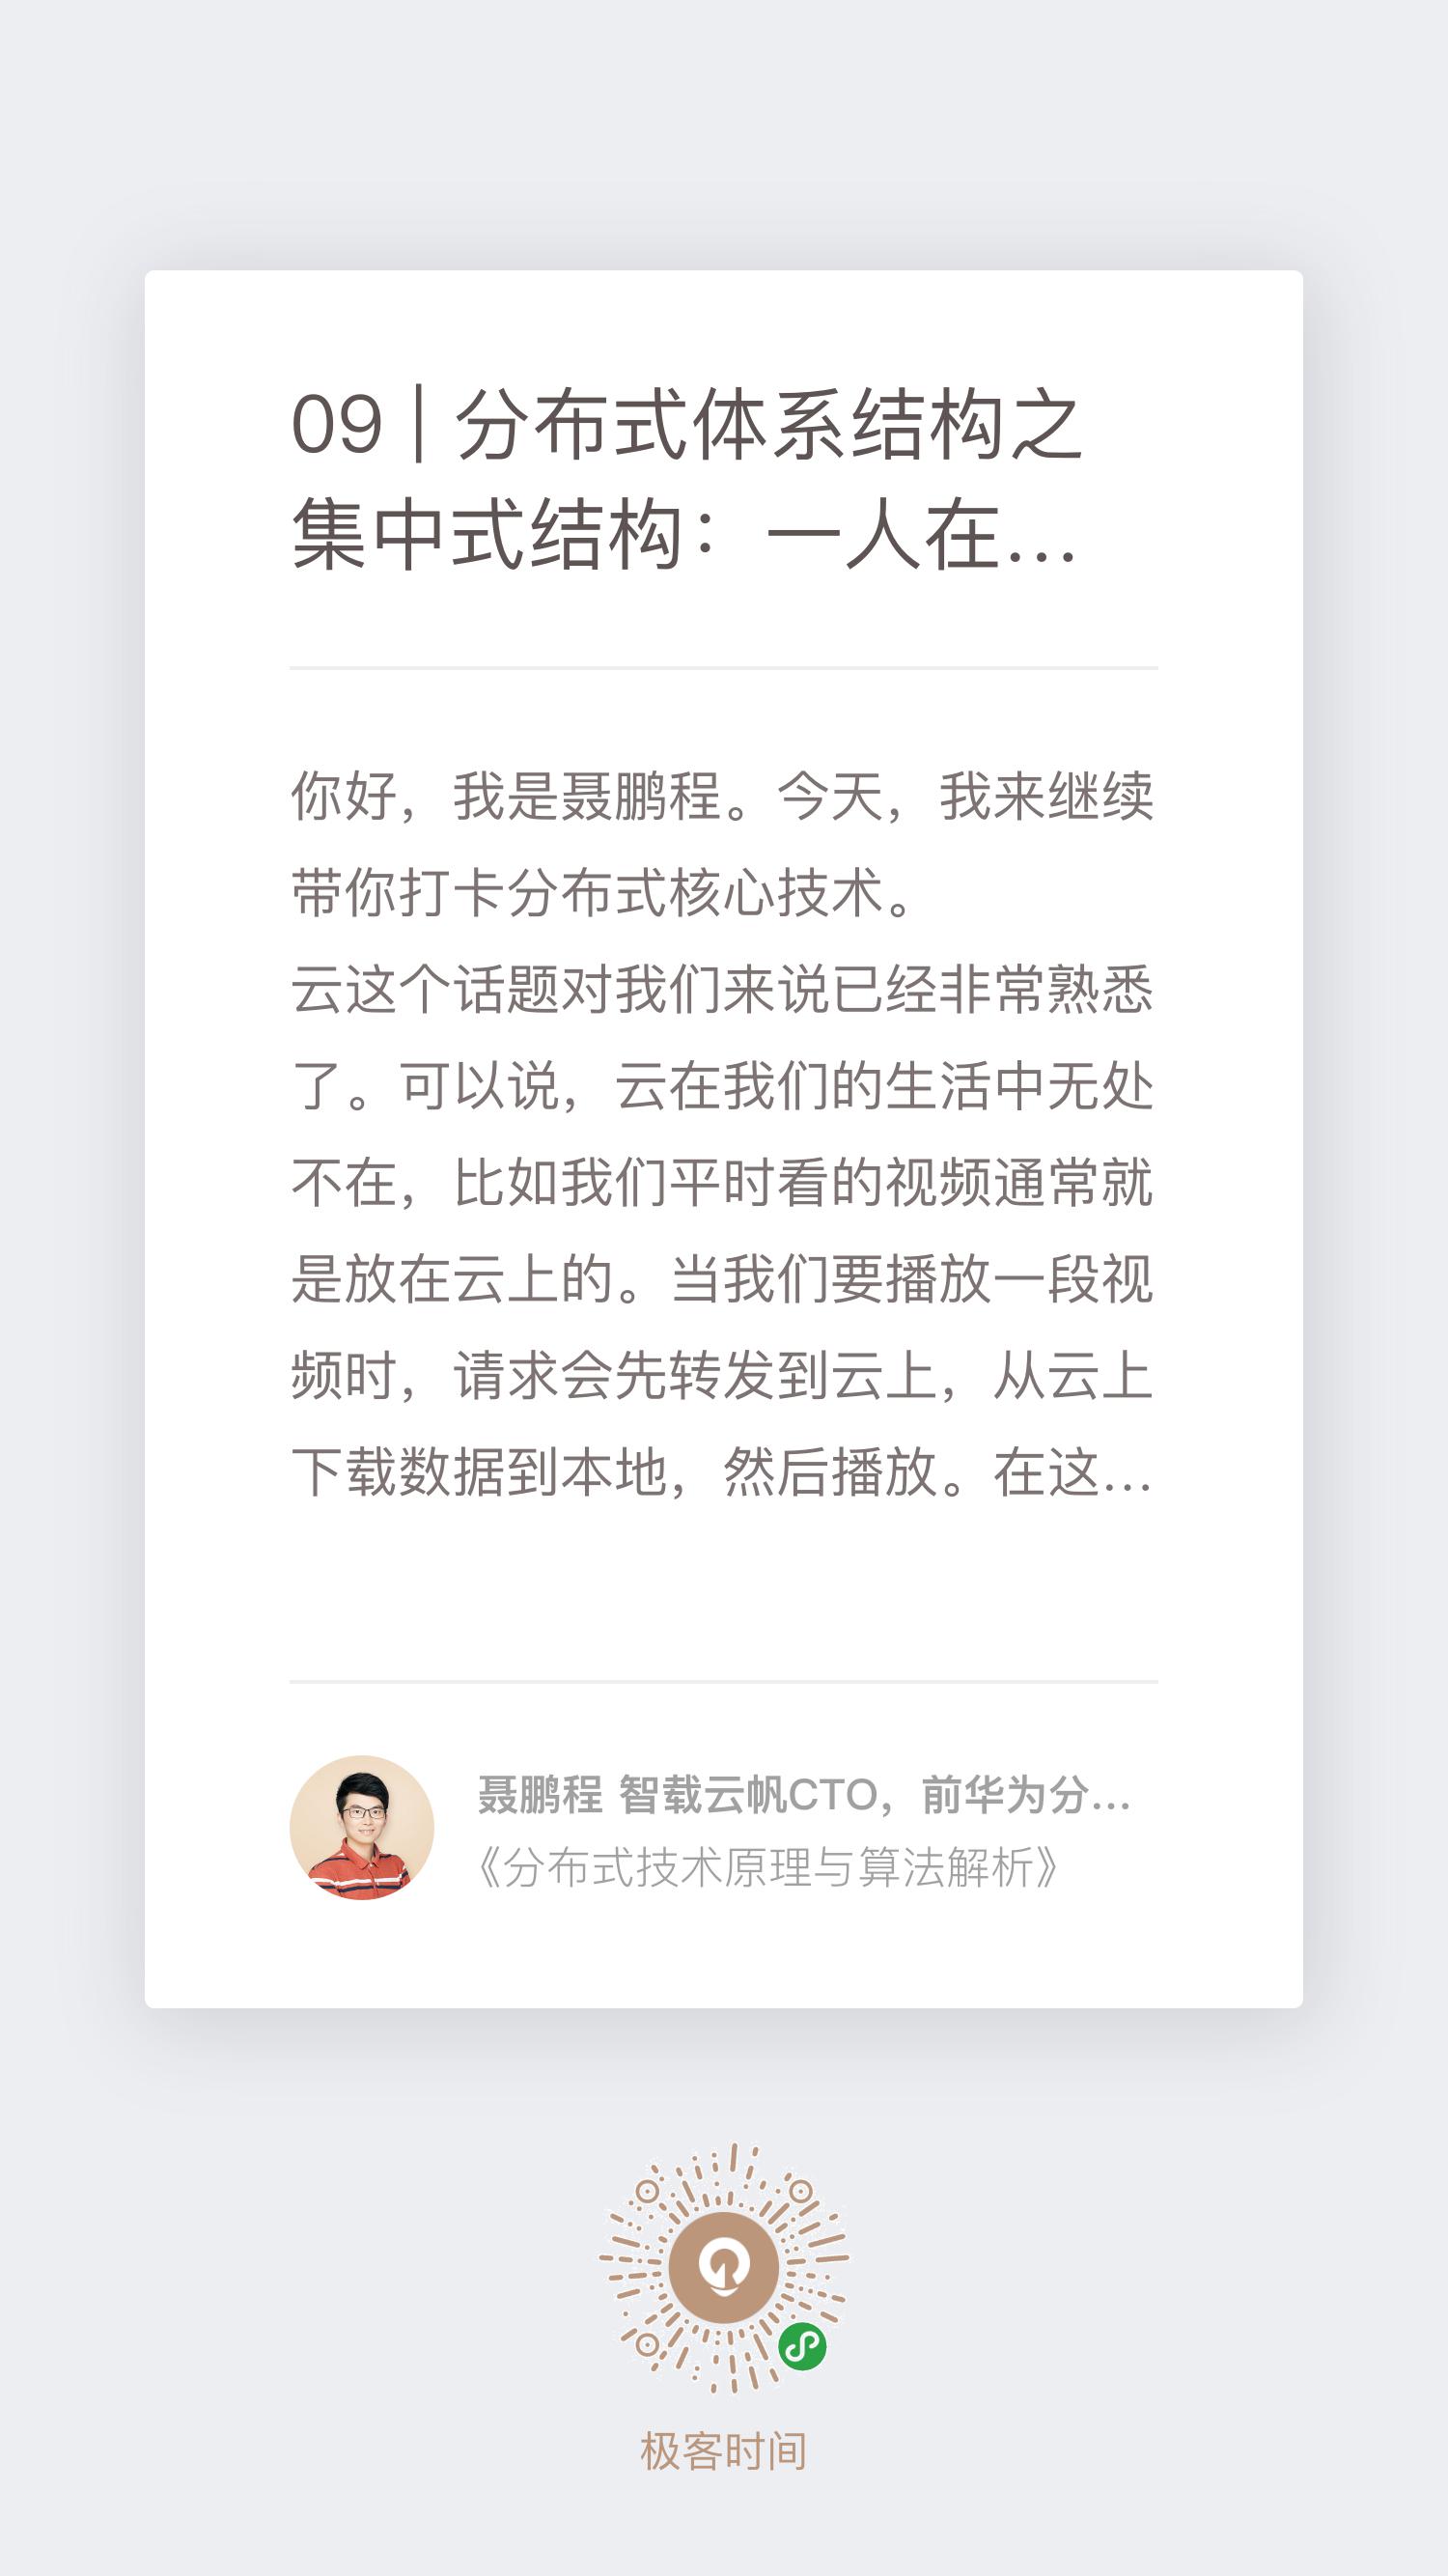 09 | 分布式体系结构之
集中式结构：一人在…
你好，我是聂鹏程。今天，我来继续
带你打卡分布式核心技术。
云这个话题对我们来说已经非常熟悉
了。可以说，云在我们的生活中无处
不在，比如我们平时看的视频通常就
是放在云上的。当我们要播放一段视
频时，请求会先转发到云上，从云上
下载数据到本地，然后播放。在这…
聂鹏程 智载云帆CTO，前华为分…
《分布式技术原理与算法解析》
极客时间